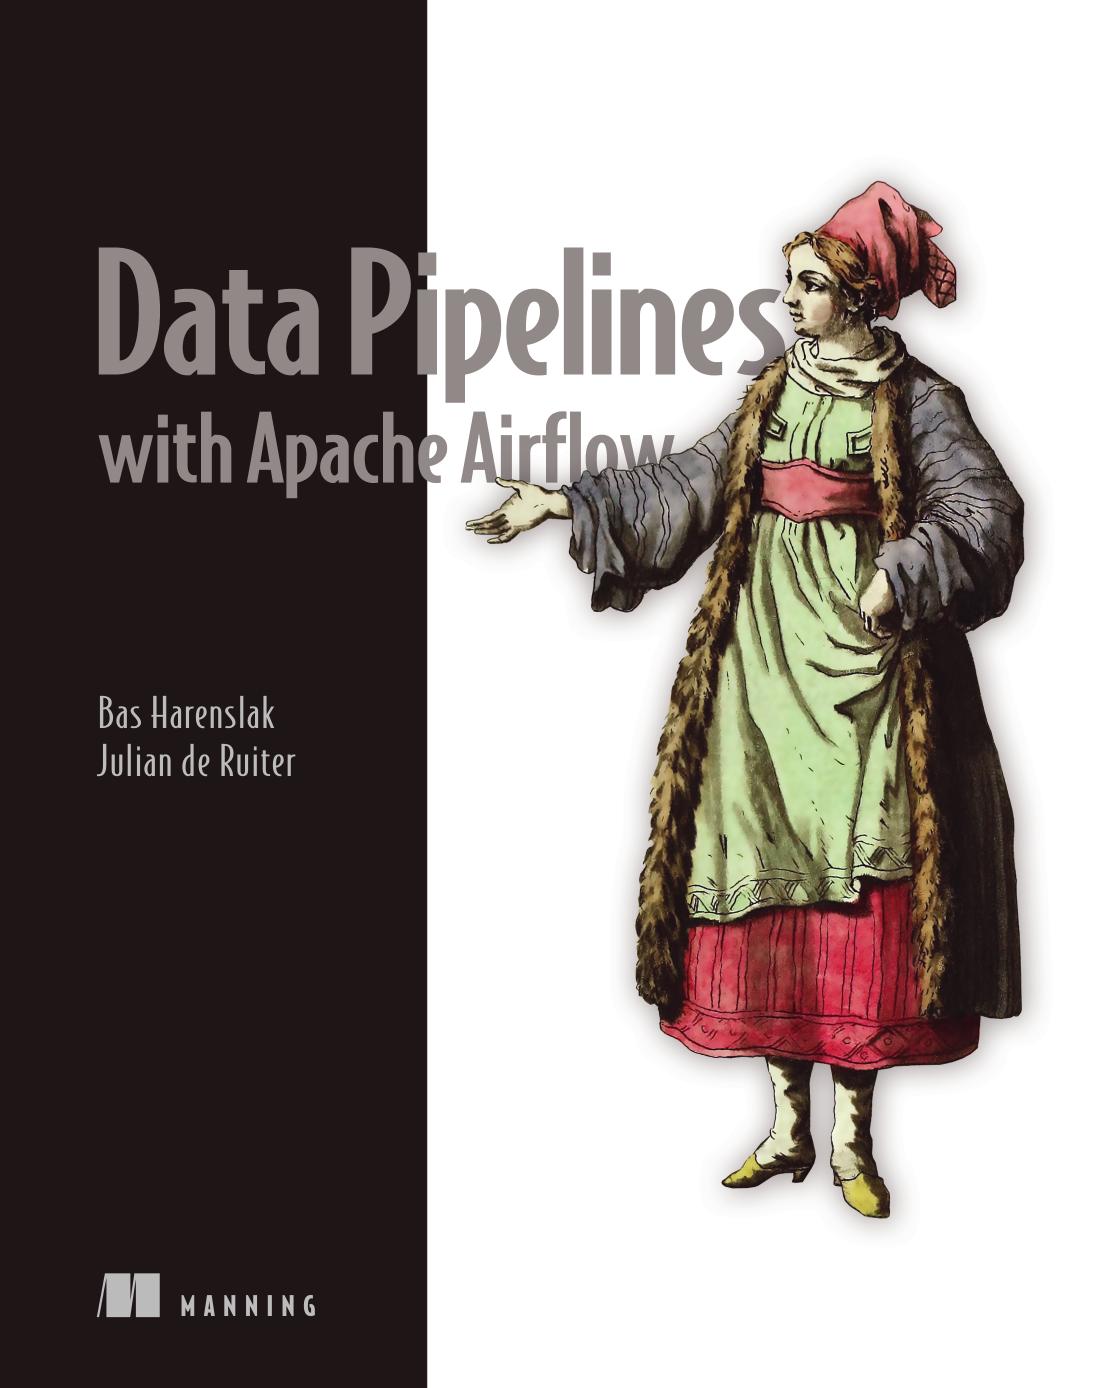 Data Pipelines
with Apache Airflow
Bas Harenslak
Julian de Ruiter
MANNING